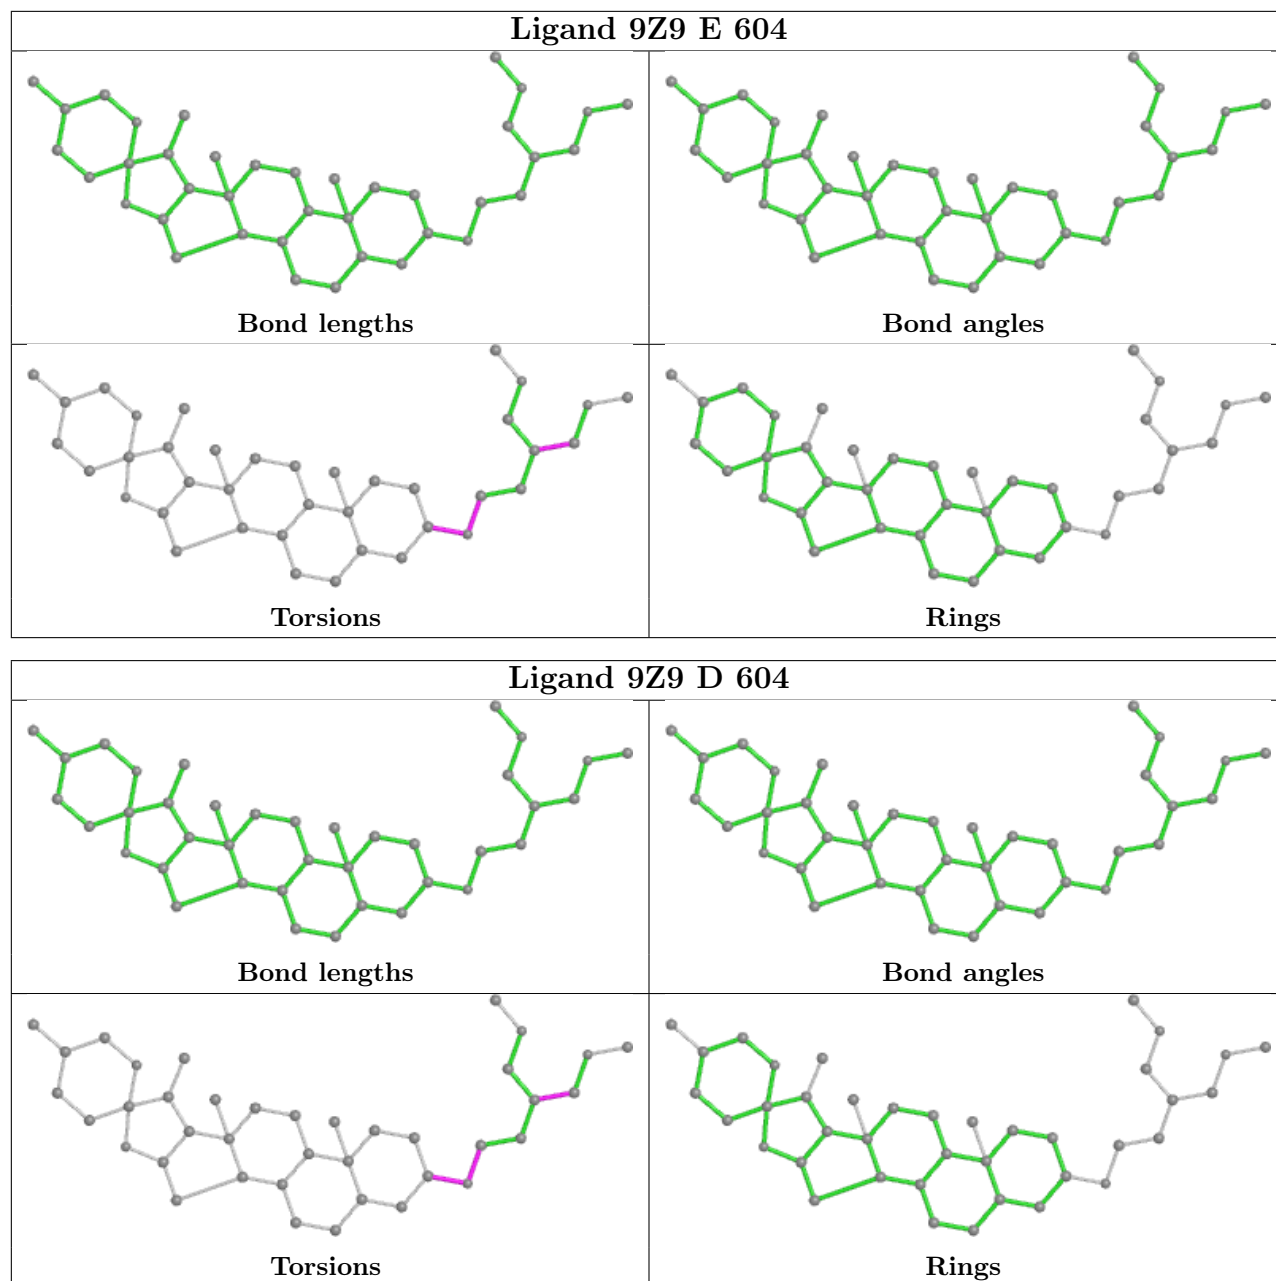 Ligand 9Z9 E 604
Bond lengths
Bond angles
Torsions
Rings
Ligand 9Z9 D 604
Bond lengths
Bond angles
Torsions
Rings